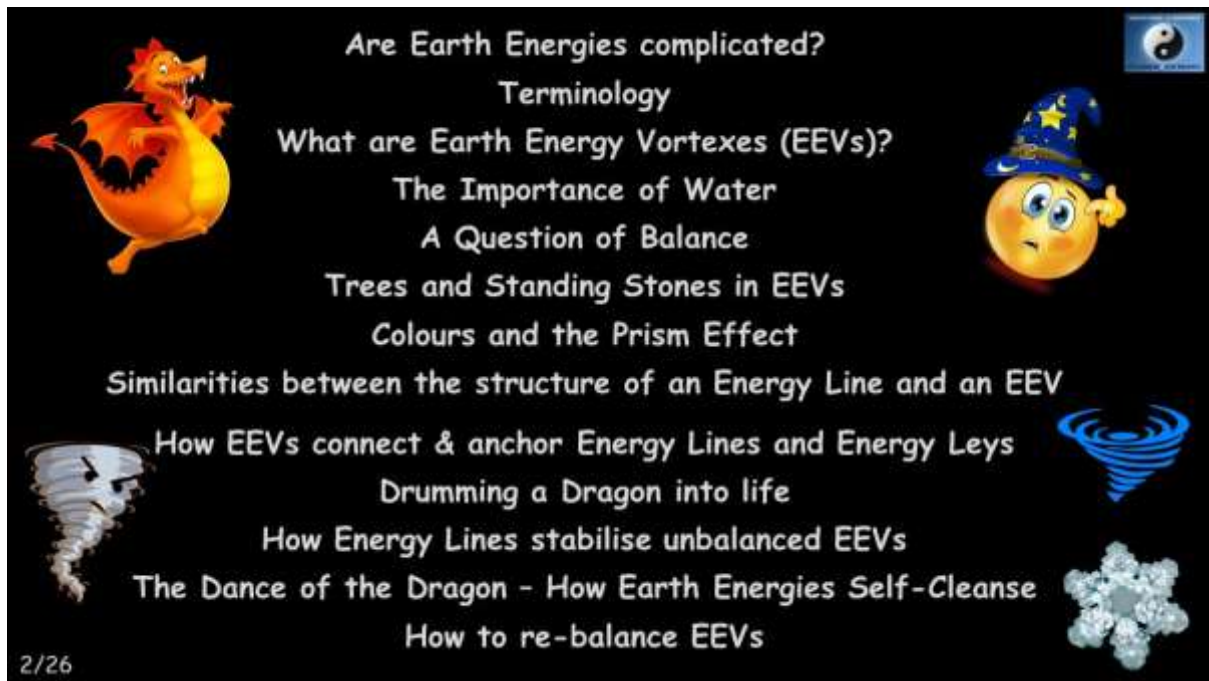 Are Earth Energies complicated?
Terminology
What are Earth Energy Vortexes (EEVs)?
The Importance of Water
A Question of Balance
Trees and Standing Stones in EEVs
Colours and the Prism Effect
Similarities between the structure of an Energy Line and an EEV
How EEVs connect & anchor Energy Lines and Energy Leys
Drumming a Dragon into life
How Energy Lines stabilise unbalanced EEVs
The Dance of the Dragon - How Earth Energies Self-Cleanse
How to re-balance EEVs
2/26